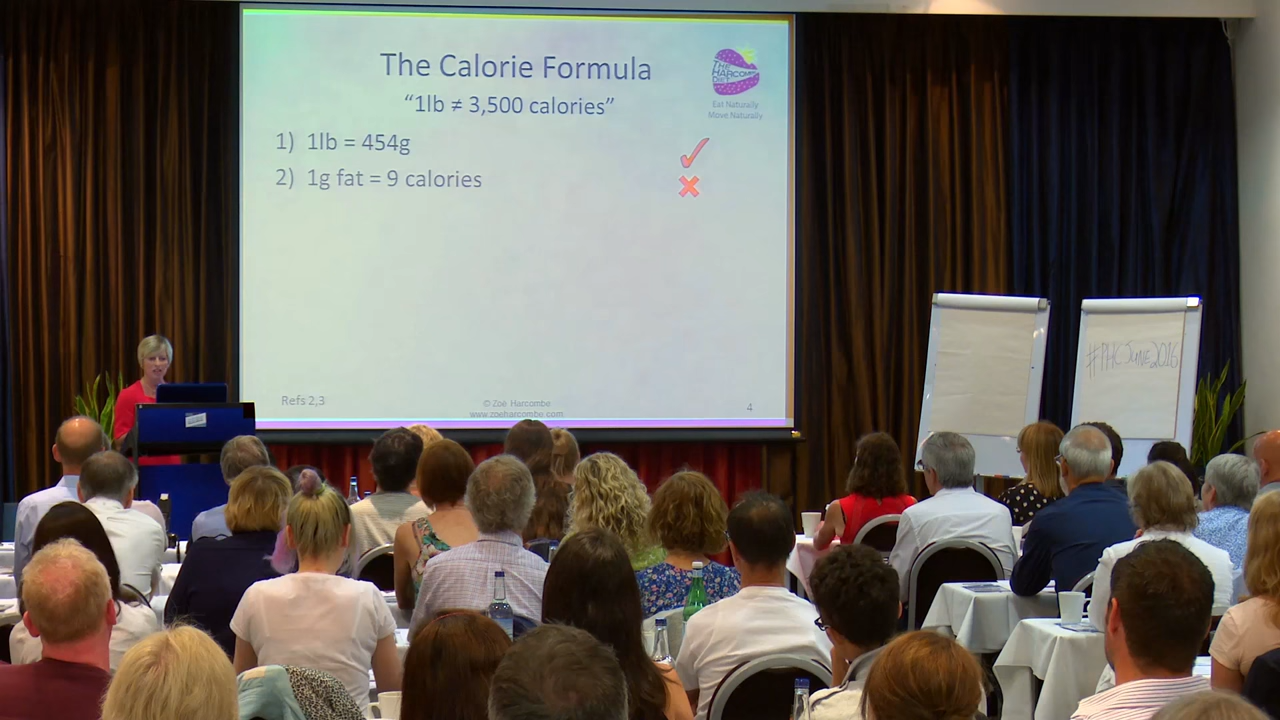 The Calorie Formula
"1lb ≠ 3,500 calories"
THE
HARCOMBE
DIET
Eat Naturally
Move Naturally
1) 1lb = 454g
2) 1g fat = 9 calories
Refs 2,3
© Zoë Harcombe
www.zoeharcombe.com
4
#PHCJUNE2016